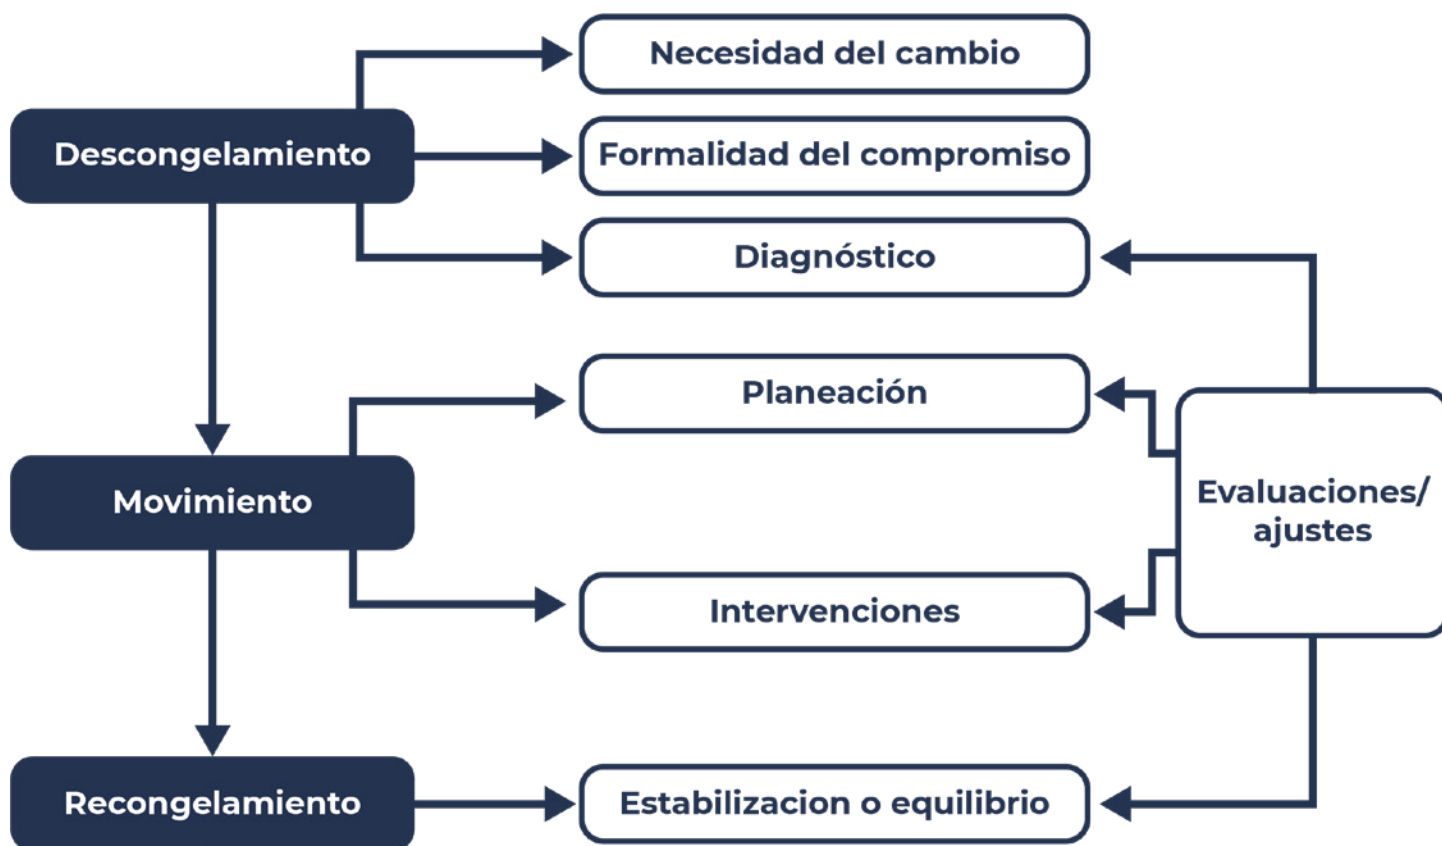 Necesidad del cambio
Descongelamiento
Formalidad del compromiso
Diagnóstico
Planeación
Movimiento
Evaluaciones/
ajustes
Intervenciones
Recongelamiento
Estabilizacion o equilibrio